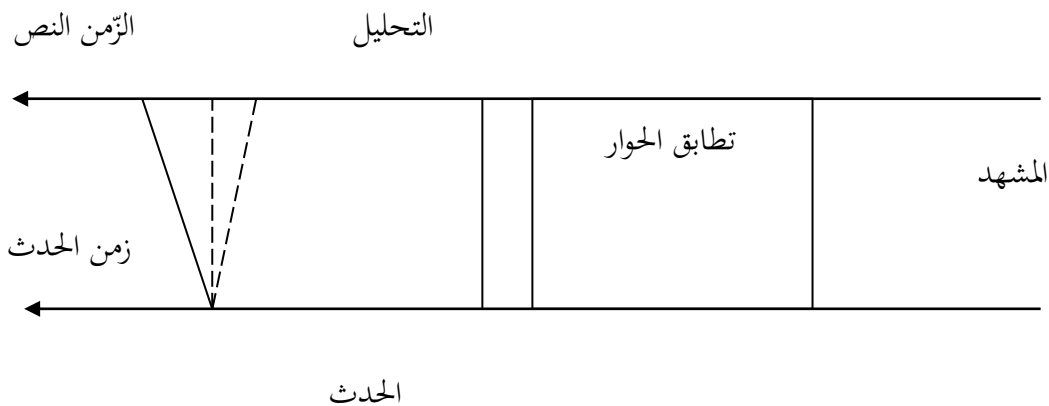 التحليل
الزّمن النص
تطابق الحوار
المشهد
زمن الحدث
الحدث